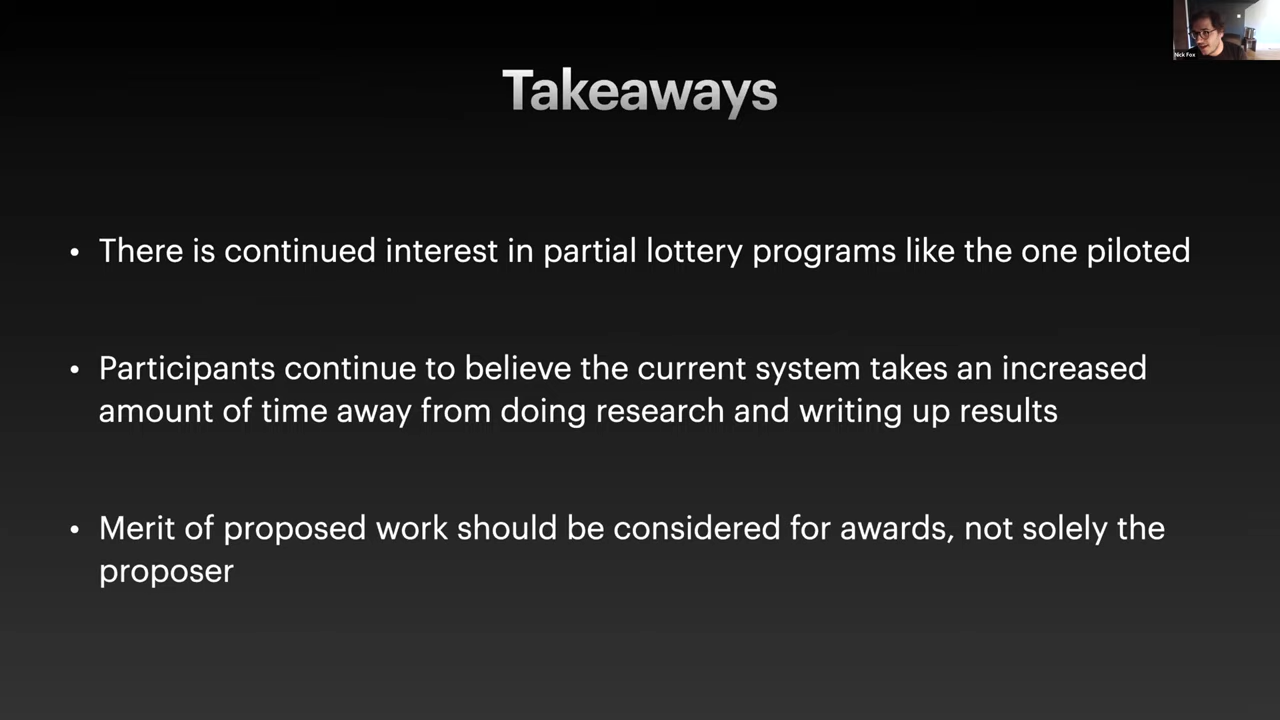 Nick Fox
Takeaways
• There is continued interest in partial lottery programs like the one piloted
• Participants continue to believe the current system takes an increased
amount of time away from doing research and writing up results
• Merit of proposed work should be considered for awards, not solely the
proposer